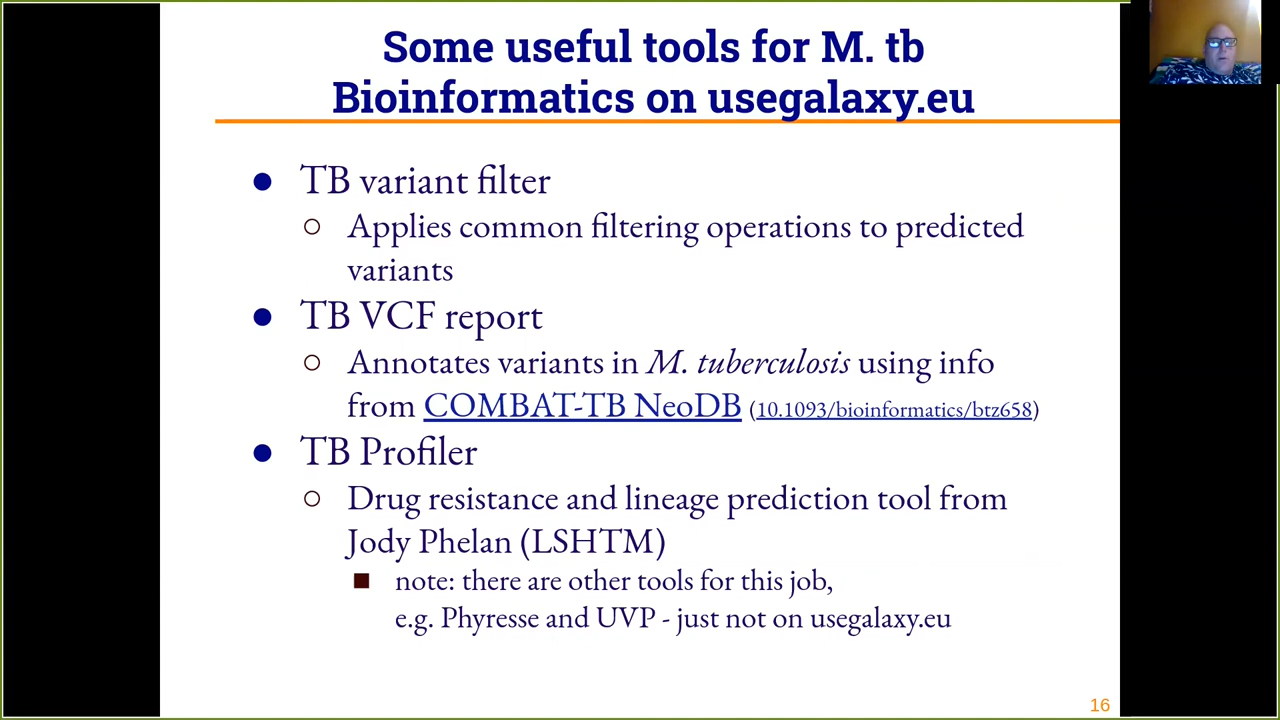 Some useful tools for M. tb
Bioinformatics on usegalaxy.eu
● TB variant filter
○ Applies common filtering operations to predicted
variants
● TB VCF report
○ Annotates variants in M. tuberculosis using info
from COMBAT-TB NeoDB (10.1093/bioinformatics/btz658)
● TB Profiler
○ Drug resistance and lineage prediction tool from
Jody Phelan (LSHTM)
■ note: there are other tools for this job,
e.g. Phyresse and UVP - just not on usegalaxy.eu
16